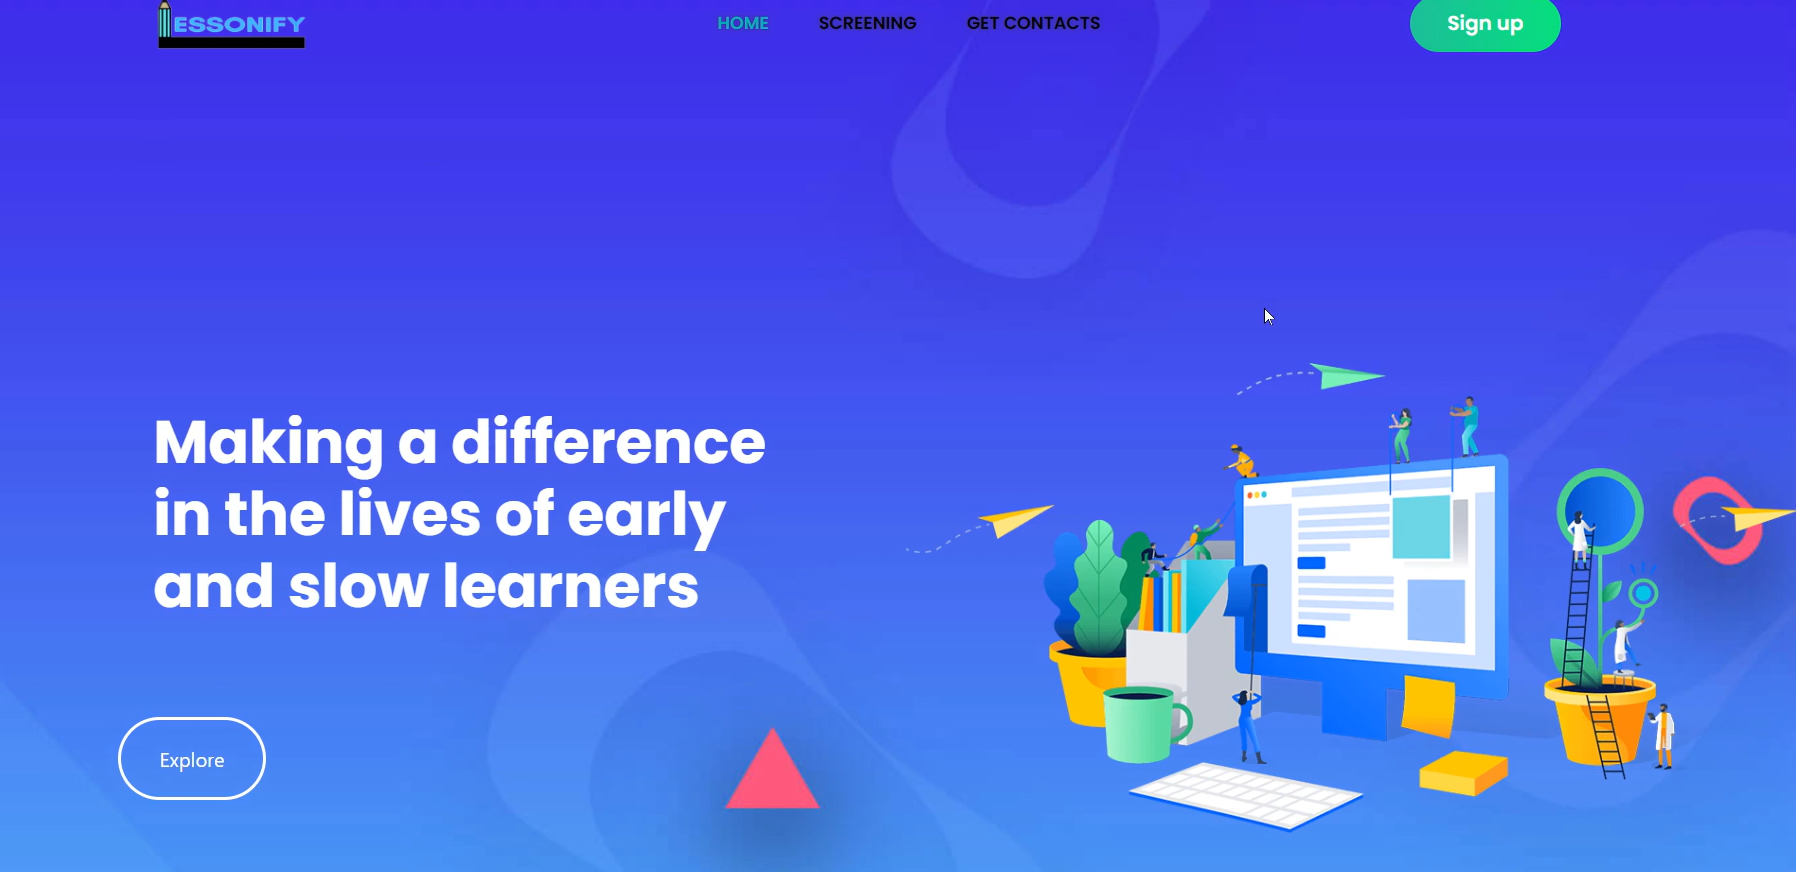 ESSONIFY
HOME
SCREENING
GET CONTACTS
Sign up
Making a difference
in the lives of early
and slow learners
Explore